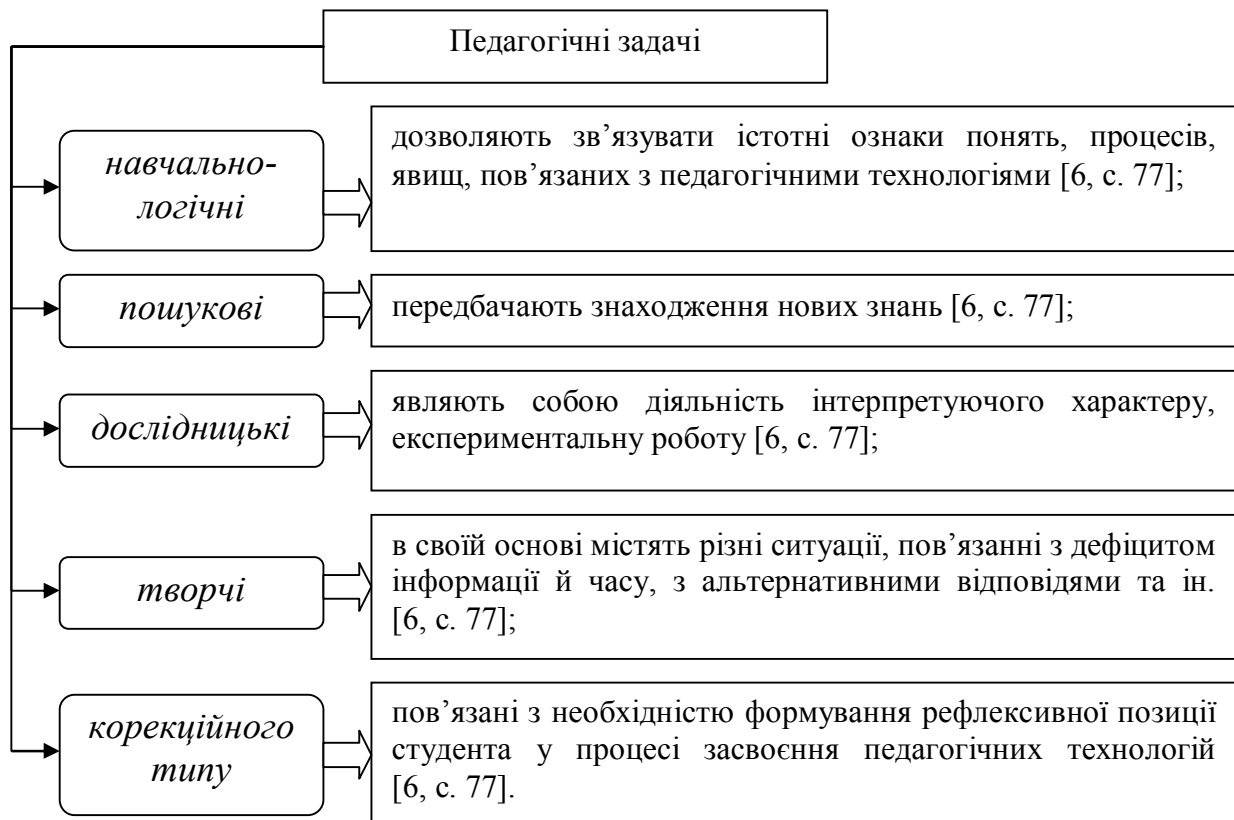 Педагогічні задачі
навчально-
логічні
дозволяють зв’язувати істотні ознаки понять, процесів,
явищ, пов’язаних з педагогічними технологіями [6, с. 77];
пошукові
передбачають знаходження нових знань [6, с. 77];
дослідницькі
являють собою діяльність інтерпретуючого характеру,
експериментальну роботу [6, с. 77];
творчі
в своїй основі містять різні ситуації, пов’язанні з дефіцитом
інформації й часу, з альтернативними відповідями та ін.
[6, с. 77];
корекційного
типу
пов’язані з необхідністю формування рефлексивної позиції
студента у процесі засвоєння педагогічних технологій
[6, с. 77].